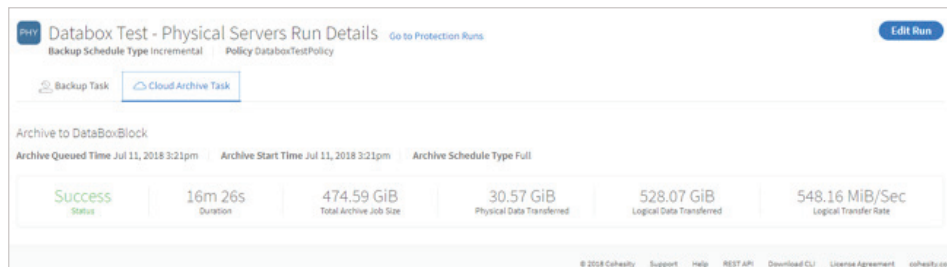 PHY Databox Test - Physical Servers Run Details Go to Protection Runs Edit Run
Backup Schedule Type Incremental Policy DataboxTestPolicy
Backup Task Cloud Archive Task
Archive to DataBoxBlock
Archive Queued Time Jul 11, 2018 3:21pm Archive Start Time Jul 11, 2018 3:21pm Archive Schedule Type Full
Success 16m 26s 474.59 GiB 30.57 GiB 528.07 GiB 548.16 MiB/Sec
Status Duration Total Archive Job Size Physical Data Transferred Logical Data Transferred Logical Transfer Rate
© 2018 Cohesity Support Help REST API Download CLI License Agreement cohesity.co